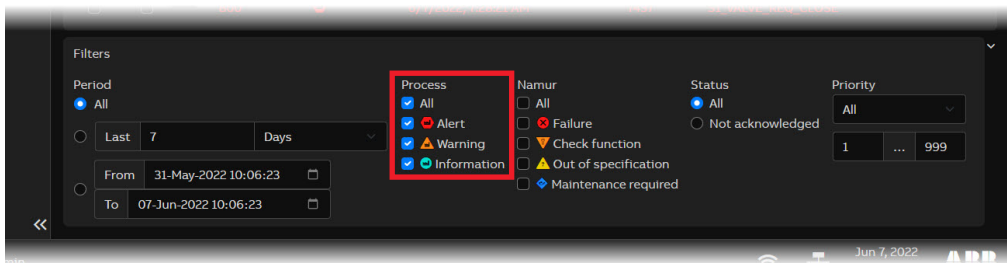 Filters
Period
All
Last 7 Days
From 31-May-2022 10:06:23
To 07-Jun-2022 10:06:23
Process
All
Alert
Warning
Information
Namur
All
Failure
Check function
Out of specification
Maintenance required
Status
All
Not acknowledged
Priority
All
1 ... 999
Jun 7, 2022
ABB